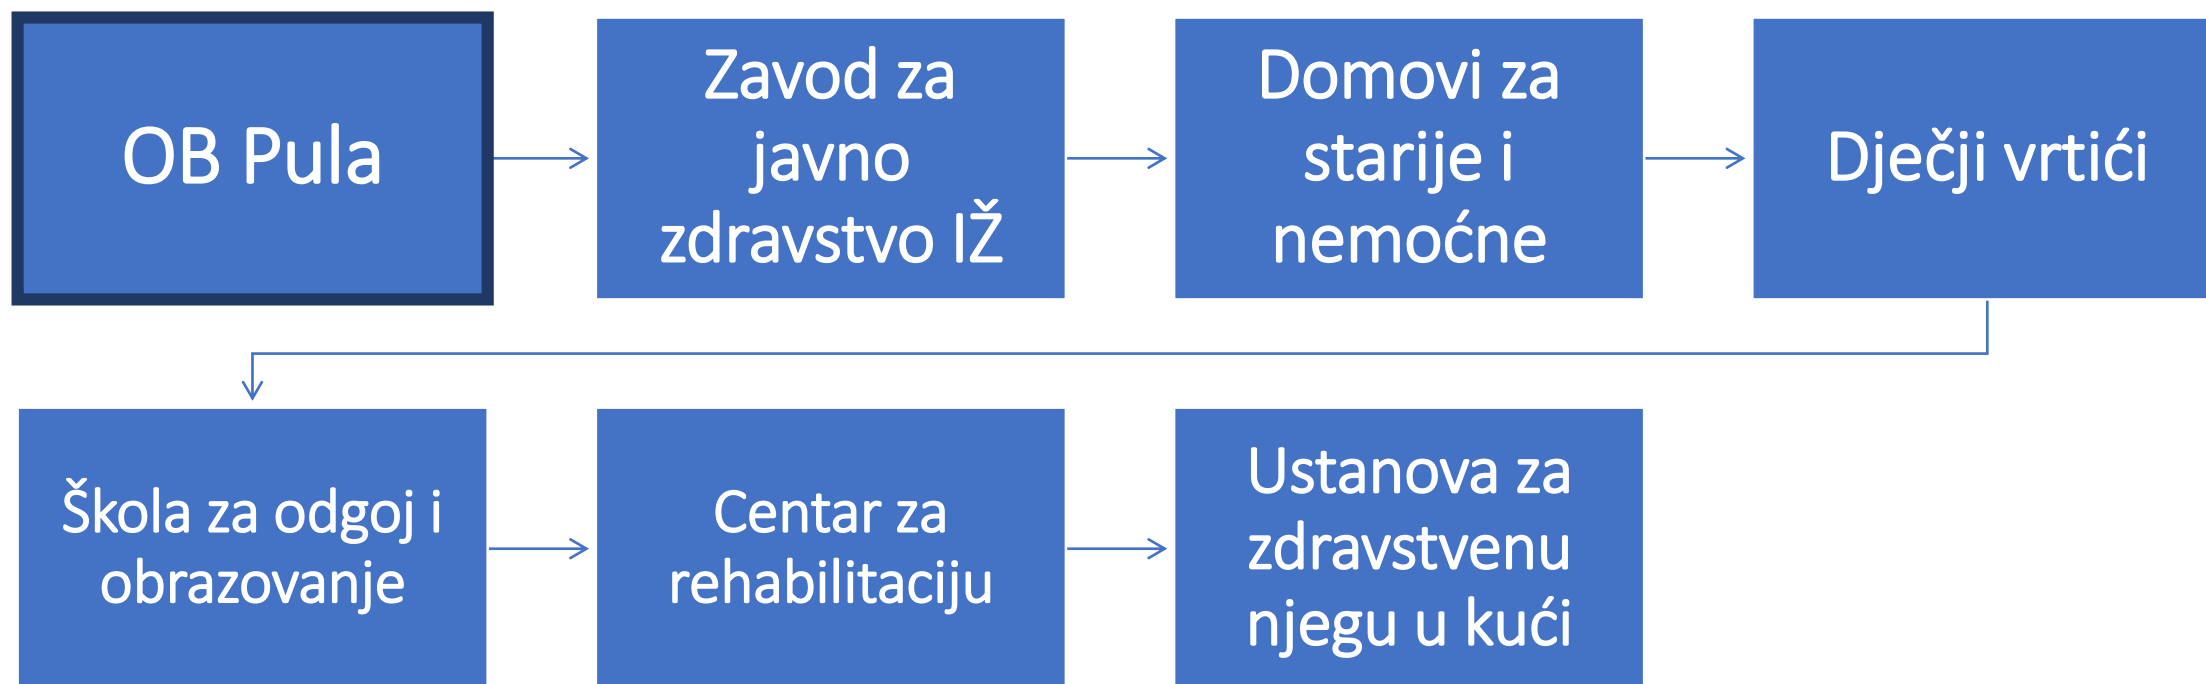 OB Pula
Zavod za
javno
zdravstvo IŽ
Domovi za
starije i
nemoćne
Dječji vrtići
Škola za odgoj i
obrazovanje
Centar za
rehabilitaciju
Ustanova za
zdravstvenu
njegu u kući